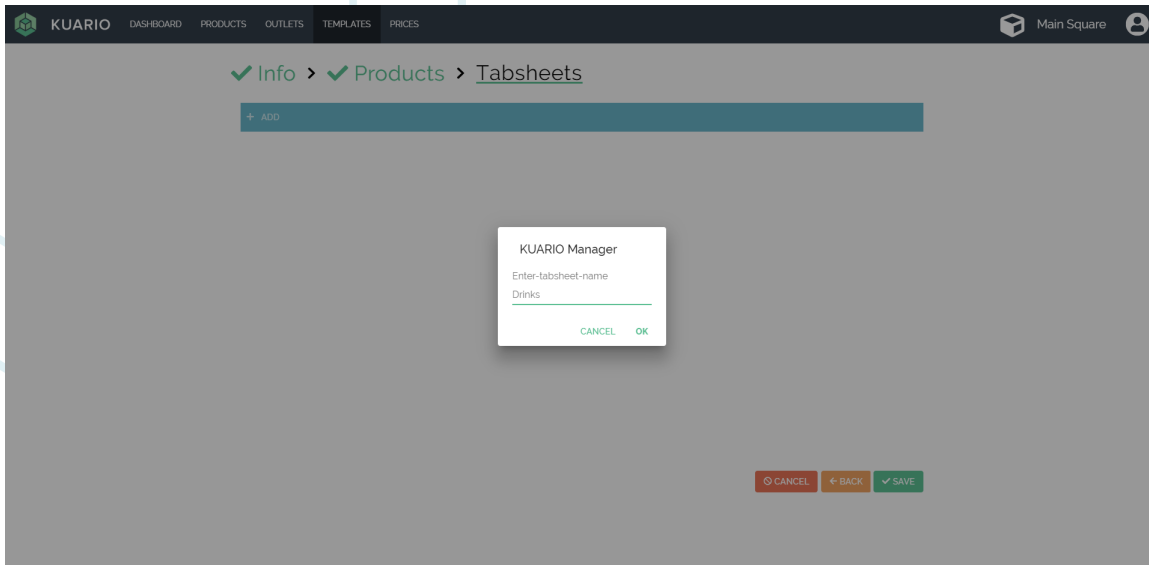 KUARIO DASHBOARD PRODUCTS OUTLETS TEMPLATES PRICES Main Square
Info > Products > Tabsheets
+ ADD
KUARIO Manager
Enter-tabsheet-name
Drinks
CANCEL OK
CANCEL BACK SAVE